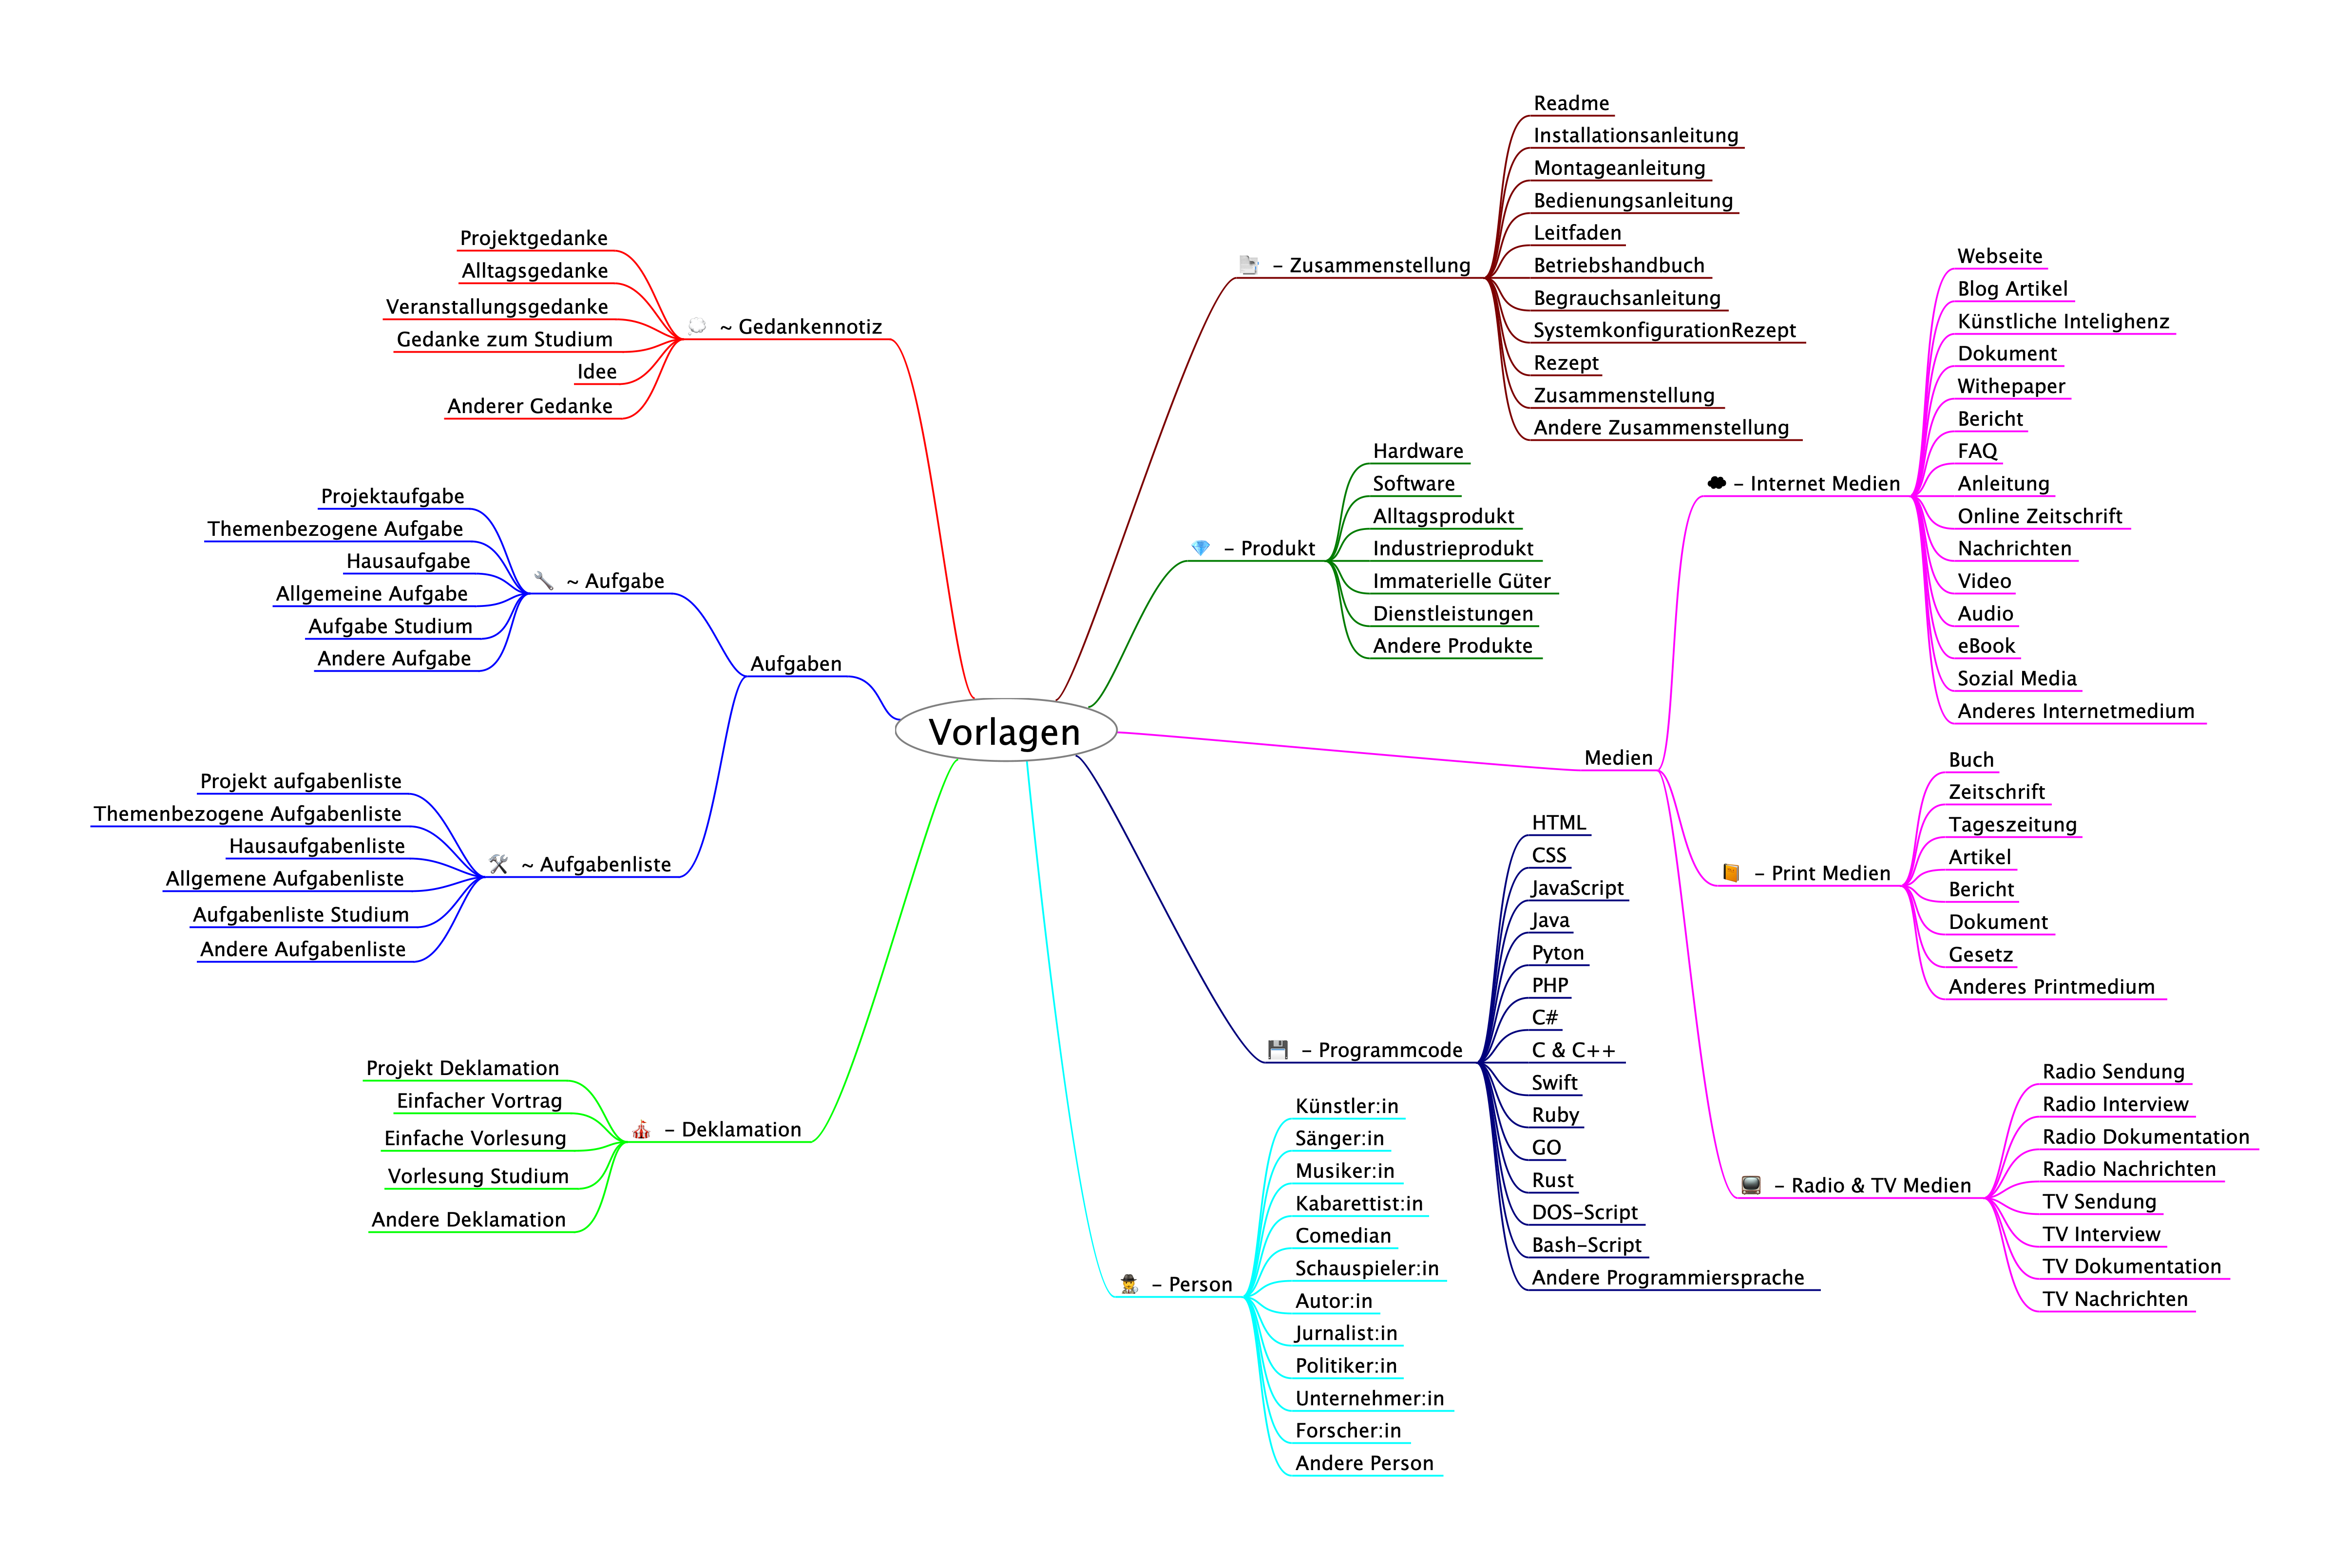 Vorlagen
~ Gedankennotiz
Projektgedanke
Alltagsgedanke
Veranstallungsgedanke
Gedanke zum Studium
Idee
Anderer Gedanke
Aufgaben
~ Aufgabe
Projektaufgabe
Themenbezogene Aufgabe
Hausaufgabe
Allgemeine Aufgabe
Aufgabe Studium
Andere Aufgabe
~ Aufgabenliste
Projekt aufgabenliste
Themenbezogene Aufgabenliste
Hausaufgabenliste
Allgemene Aufgabenliste
Aufgabenliste Studium
Andere Aufgabenliste
– Deklamation
Projekt Deklamation
Einfacher Vortrag
Einfache Vorlesung
Vorlesung Studium
Andere Deklamation
– Zusammenstellung
Readme
Installationsanleitung
Montageanleitung
Bedienungsanleitung
Leitfaden
Betriebshandbuch
Begrauchsanleitung
SystemkonfigurationRezept
Rezept
Zusammenstellung
Andere Zusammenstellung
– Produkt
Hardware
Software
Alltagsprodukt
Industrieprodukt
Immaterielle Güter
Dienstleistungen
Andere Produkte
Medien
– Internet Medien
Webseite
Blog Artikel
Künstliche Intelighenz
Dokument
Withepaper
Bericht
FAQ
Anleitung
Online Zeitschrift
Nachrichten
Video
Audio
eBook
Sozial Media
Anderes Internetmedium
– Print Medien
Buch
Zeitschrift
Tageszeitung
Artikel
Bericht
Dokument
Gesetz
Anderes Printmedium
– Radio & TV Medien
Radio Sendung
Radio Interview
Radio Dokumentation
Radio Nachrichten
TV Sendung
TV Interview
TV Dokumentation
TV Nachrichten
– Programmcode
HTML
CSS
JavaScript
Java
Pyton
PHP
C#
C & C++
Swift
Ruby
GO
Rust
DOS–Script
Bash–Script
Andere Programmiersprache
– Person
Künstler:in
Sänger:in
Musiker:in
Kabarettist:in
Comedian
Schauspieler:in
Autor:in
Jurnalist:in
Politiker:in
Unternehmer:in
Forscher:in
Andere Person